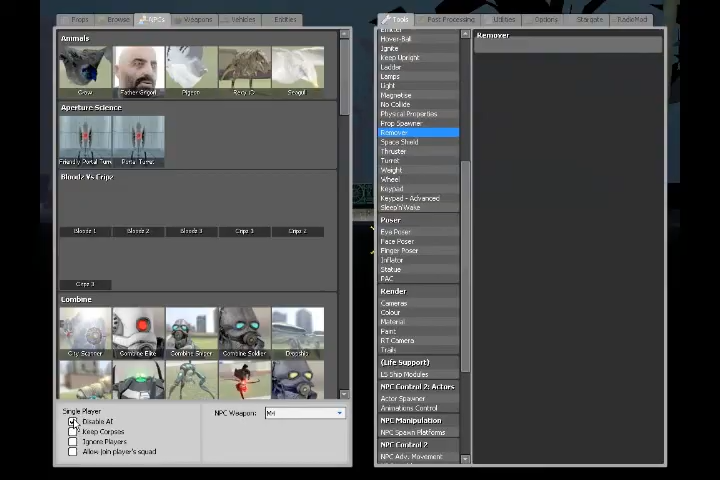 Props Browse NPCs Weapons Vehicles Entities
Animals
Crow Father Grigori Pigeon Seagull
Aperture Science
Friendly Portal Turr Portal Turret
Bloodz Vs Cripz
Bloodz 1 Bloodz 2 Bloodz 3 Cripz 3 Cripz 2
Cripz 3
Combine
City Scanner Combine Elite Combine Sniper Combine Soldier Dropship
Single Player
Disable AI
Keep Corpses
Ignore Players
Allow join player's squad
NPC Weapon:
Tools Post Processing Utilities Options Stargate
Emitter
Hover-Ball
Ignite
Keep Upright
Ladder
Lamps
Light
Magnetise
No Collide
Physical Properties
Prop Spawner
Remover
Space Shield
Thruster
Turret
Weight
Wheel
Keypad
Keypad - Advanced
Sleep'n'Wake
Poser
Eye Poser
Face Poser
Finger Poser
Inflator
Statue
PAC
Render
Cameras
Colour
Material
Paint
RT Camera
Trails
(Life Support)
LS Ship Modules
NPC Control 2: Actors
Actor Spawner
Animations Control
NPC Manipulation
NPC Spawn Platforms
NPC Control 2
NPC Adv. Movement
Remover